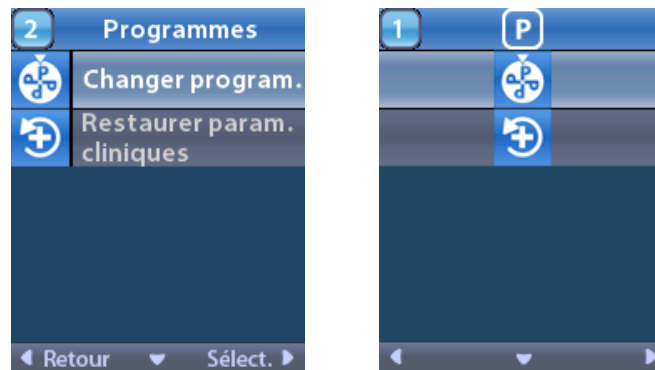 2 Programmes
Changer program.
Restaurer param.
cliniques
Retour Sélect.
1 P